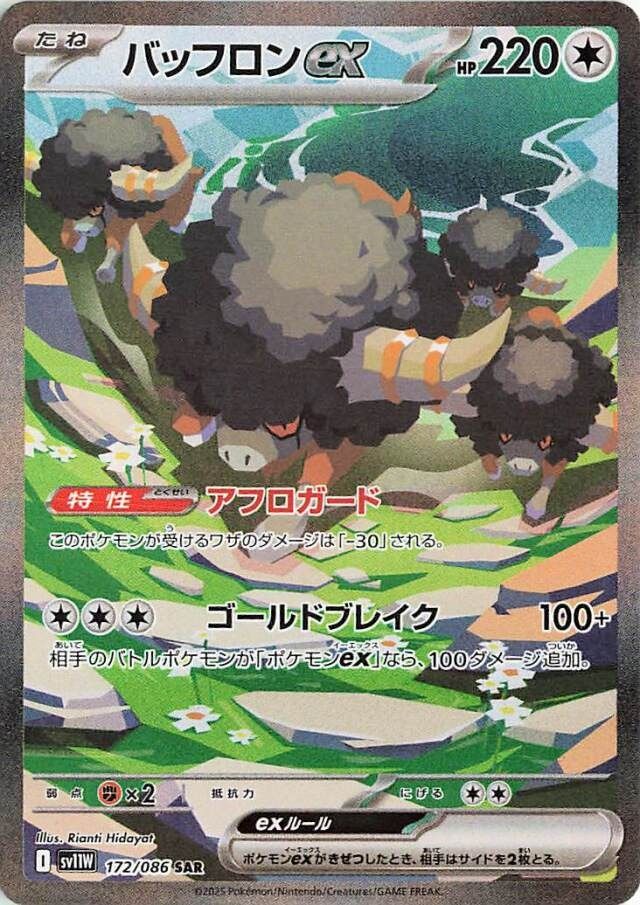 たね バッフロンex HP220
特性 とくせい アフロガード
このポケモンが受けるワザのダメージは「-30」される。
ゴールドブレイク 100+
相手のバトルポケモンが「ポケモンex」なら、100ダメージ追加。
弱点 ×2 抵抗力 にげる
exルール
ポケモンexがきぜつしたとき、相手はサイドを2枚とる。
Illus. Rianti Hidayat
I sv11W 172/086 SAR
©2025 Pokémon/Nintendo/Creatures/GAME FREAK.